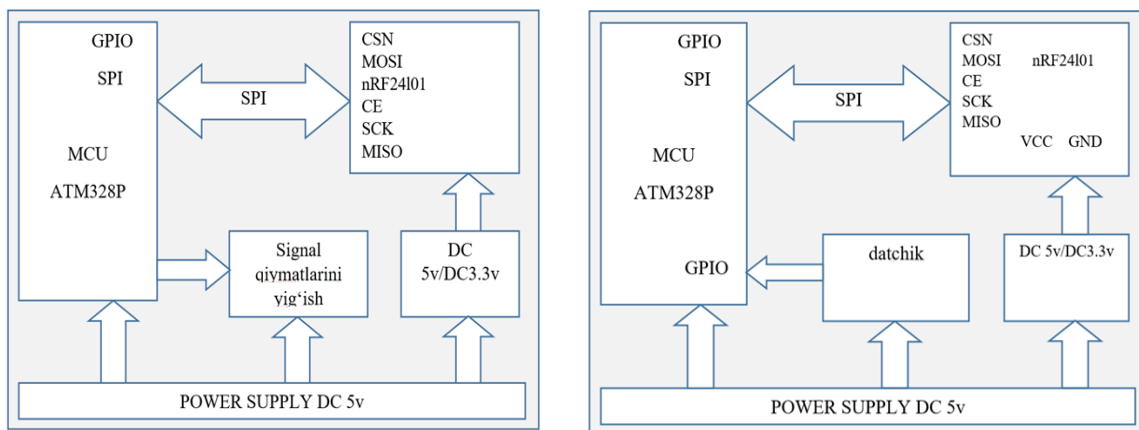 GPIO
SPI
MCU
ATM328P
SPI
CSN
MOSI
nRF24l01
CE
SCK
MISO
Signal
qiymatlarini
yig‘ish
DC
5v/DC3.3v
POWER SUPPLY DC 5v
GPIO
SPI
MCU
ATM328P
GPIO
SPI
CSN
MOSI nRF24l01
CE
SCK
MISO
VCC GND
datchik
DC 5v/DC3.3v
POWER SUPPLY DC 5v